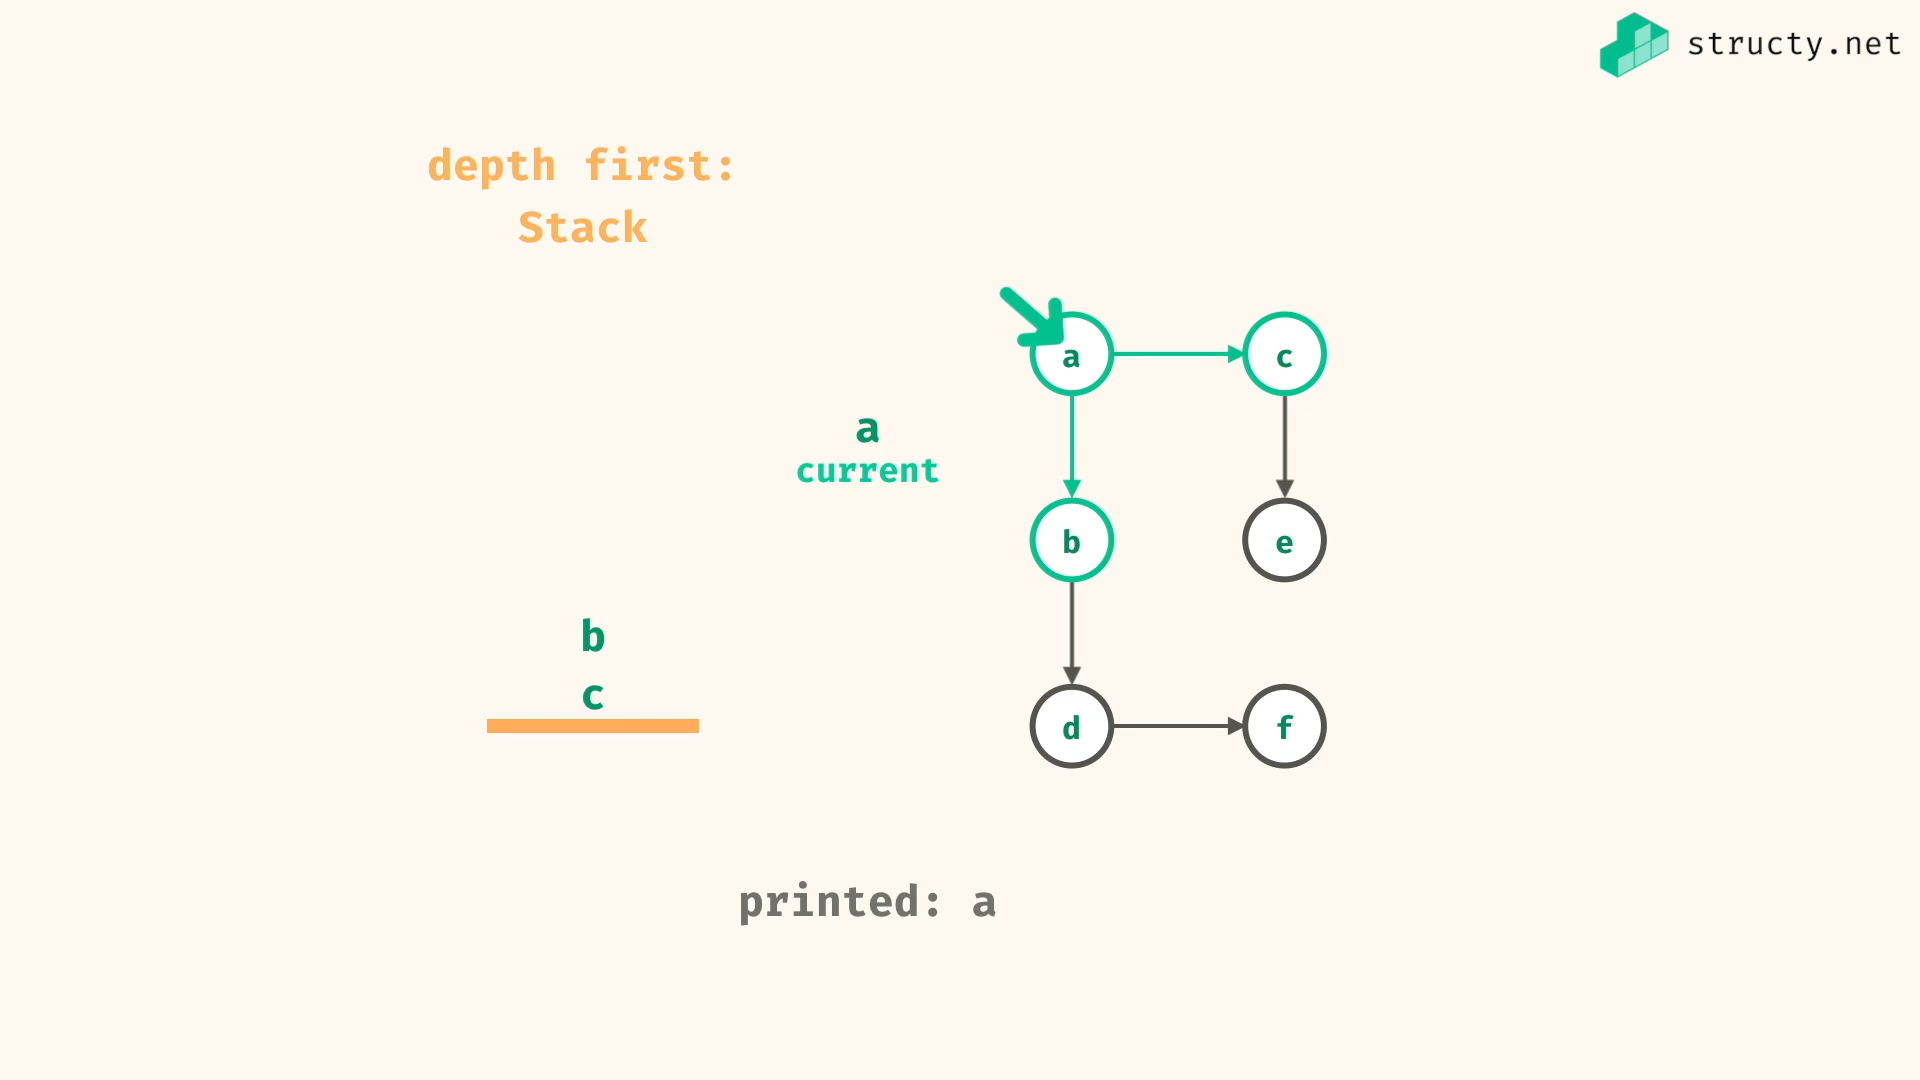 structy.net
depth first:
Stack
a
c
a
current
b
e
b
c
d
f
printed: a